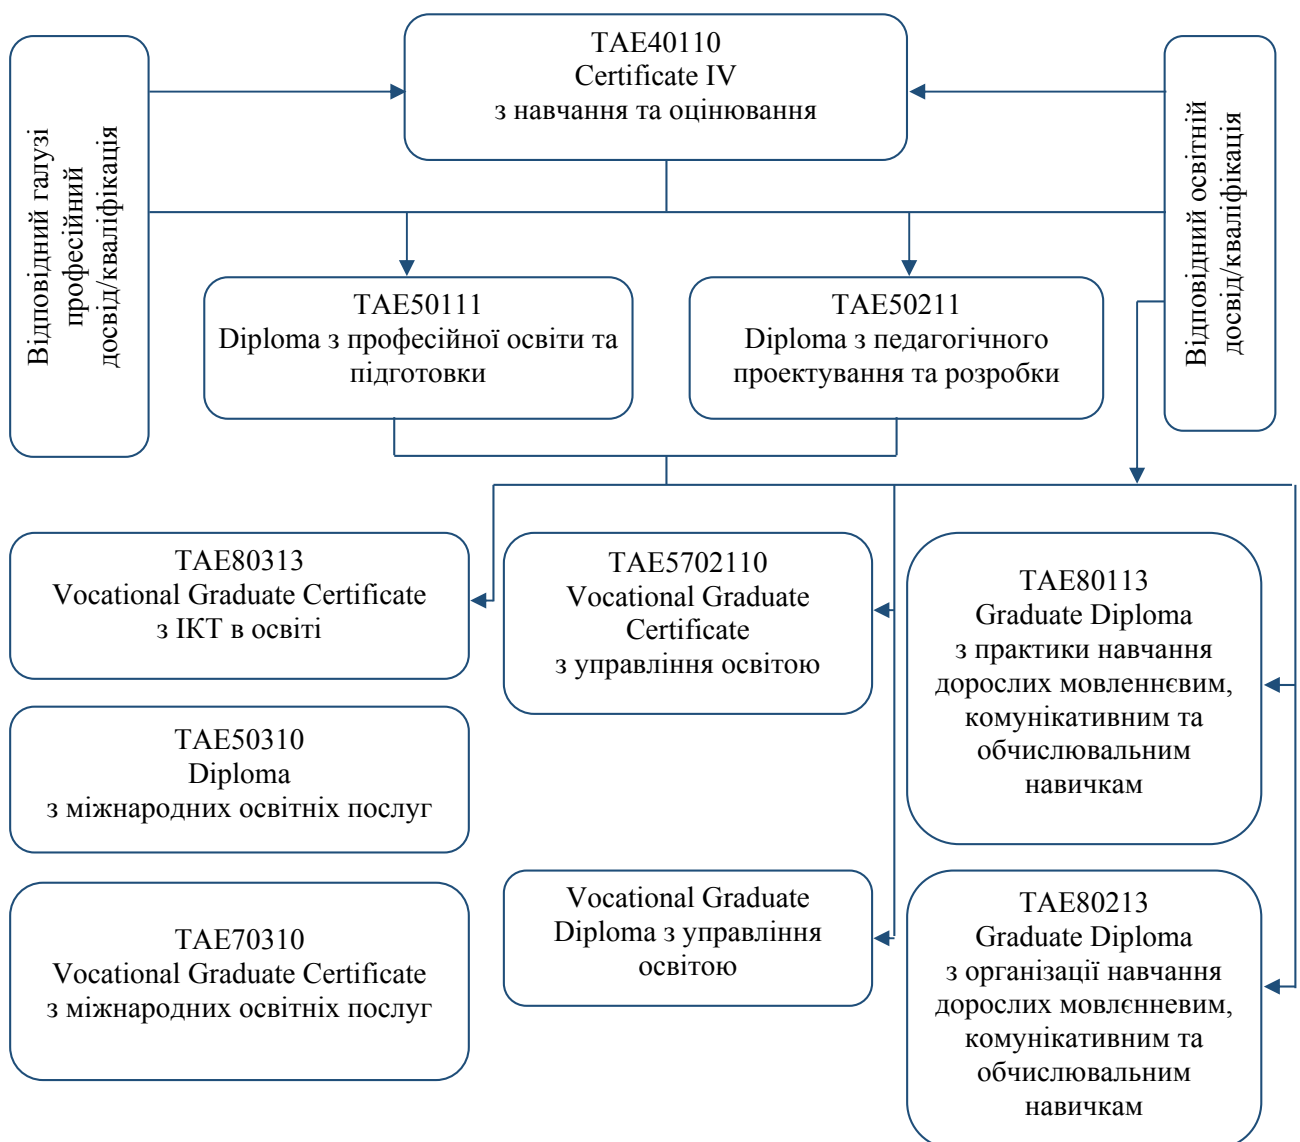 TAE40110
Certificate IV
з навчання та оцінювання
Відповідний галузі
професійний
досвід/кваліфікація
Відповідний освітній
досвід/кваліфікація
TAE50111
Diploma з професійної освіти та
підготовки
TAE50211
Diploma з педагогічного
проектування та розробки
TAE80313
Vocational Graduate Certificate
з ІКТ в освіті
TAE5702110
Vocational Graduate
Certificate
з управління освітою
TAE80113
Graduate Diploma
з практики навчання
дорослих мовленнєвим,
комунікативним та
обчислювальним
навичкам
TAE50310
Diploma
з міжнародних освітніх послуг
TAE70310
Vocational Graduate Certificate
з міжнародних освітніх послуг
Vocational Graduate
Diploma з управління
освітою
TAE80213
Graduate Diploma
з організації навчання
дорослих мовлєнневим,
комунікативним та
обчислювальним
навичкам